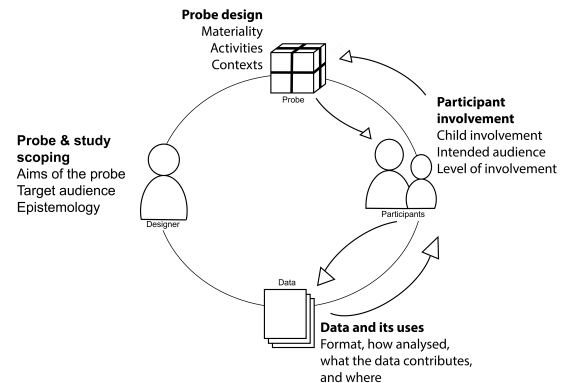 Probe design
Materiality
Activities
Contexts
Probe
Participant
involvement
Child involvement
Intended audience
Level of involvement
Probe & study
scoping
Aims of the probe
Target audience
Epistemology
Designer
Participants
Data
Data and its uses
Format, how analysed,
what the data contributes,
and where